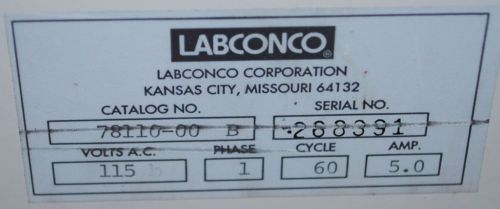 LABCONCO®
LABCONCO CORPORATION
KANSAS CITY, MISSOURI 64132
CATALOG NO. SERIAL NO.
78110-00 B 268391
VOLTS A.C. PHASE CYCLE AMP.
115 1 60 5.0